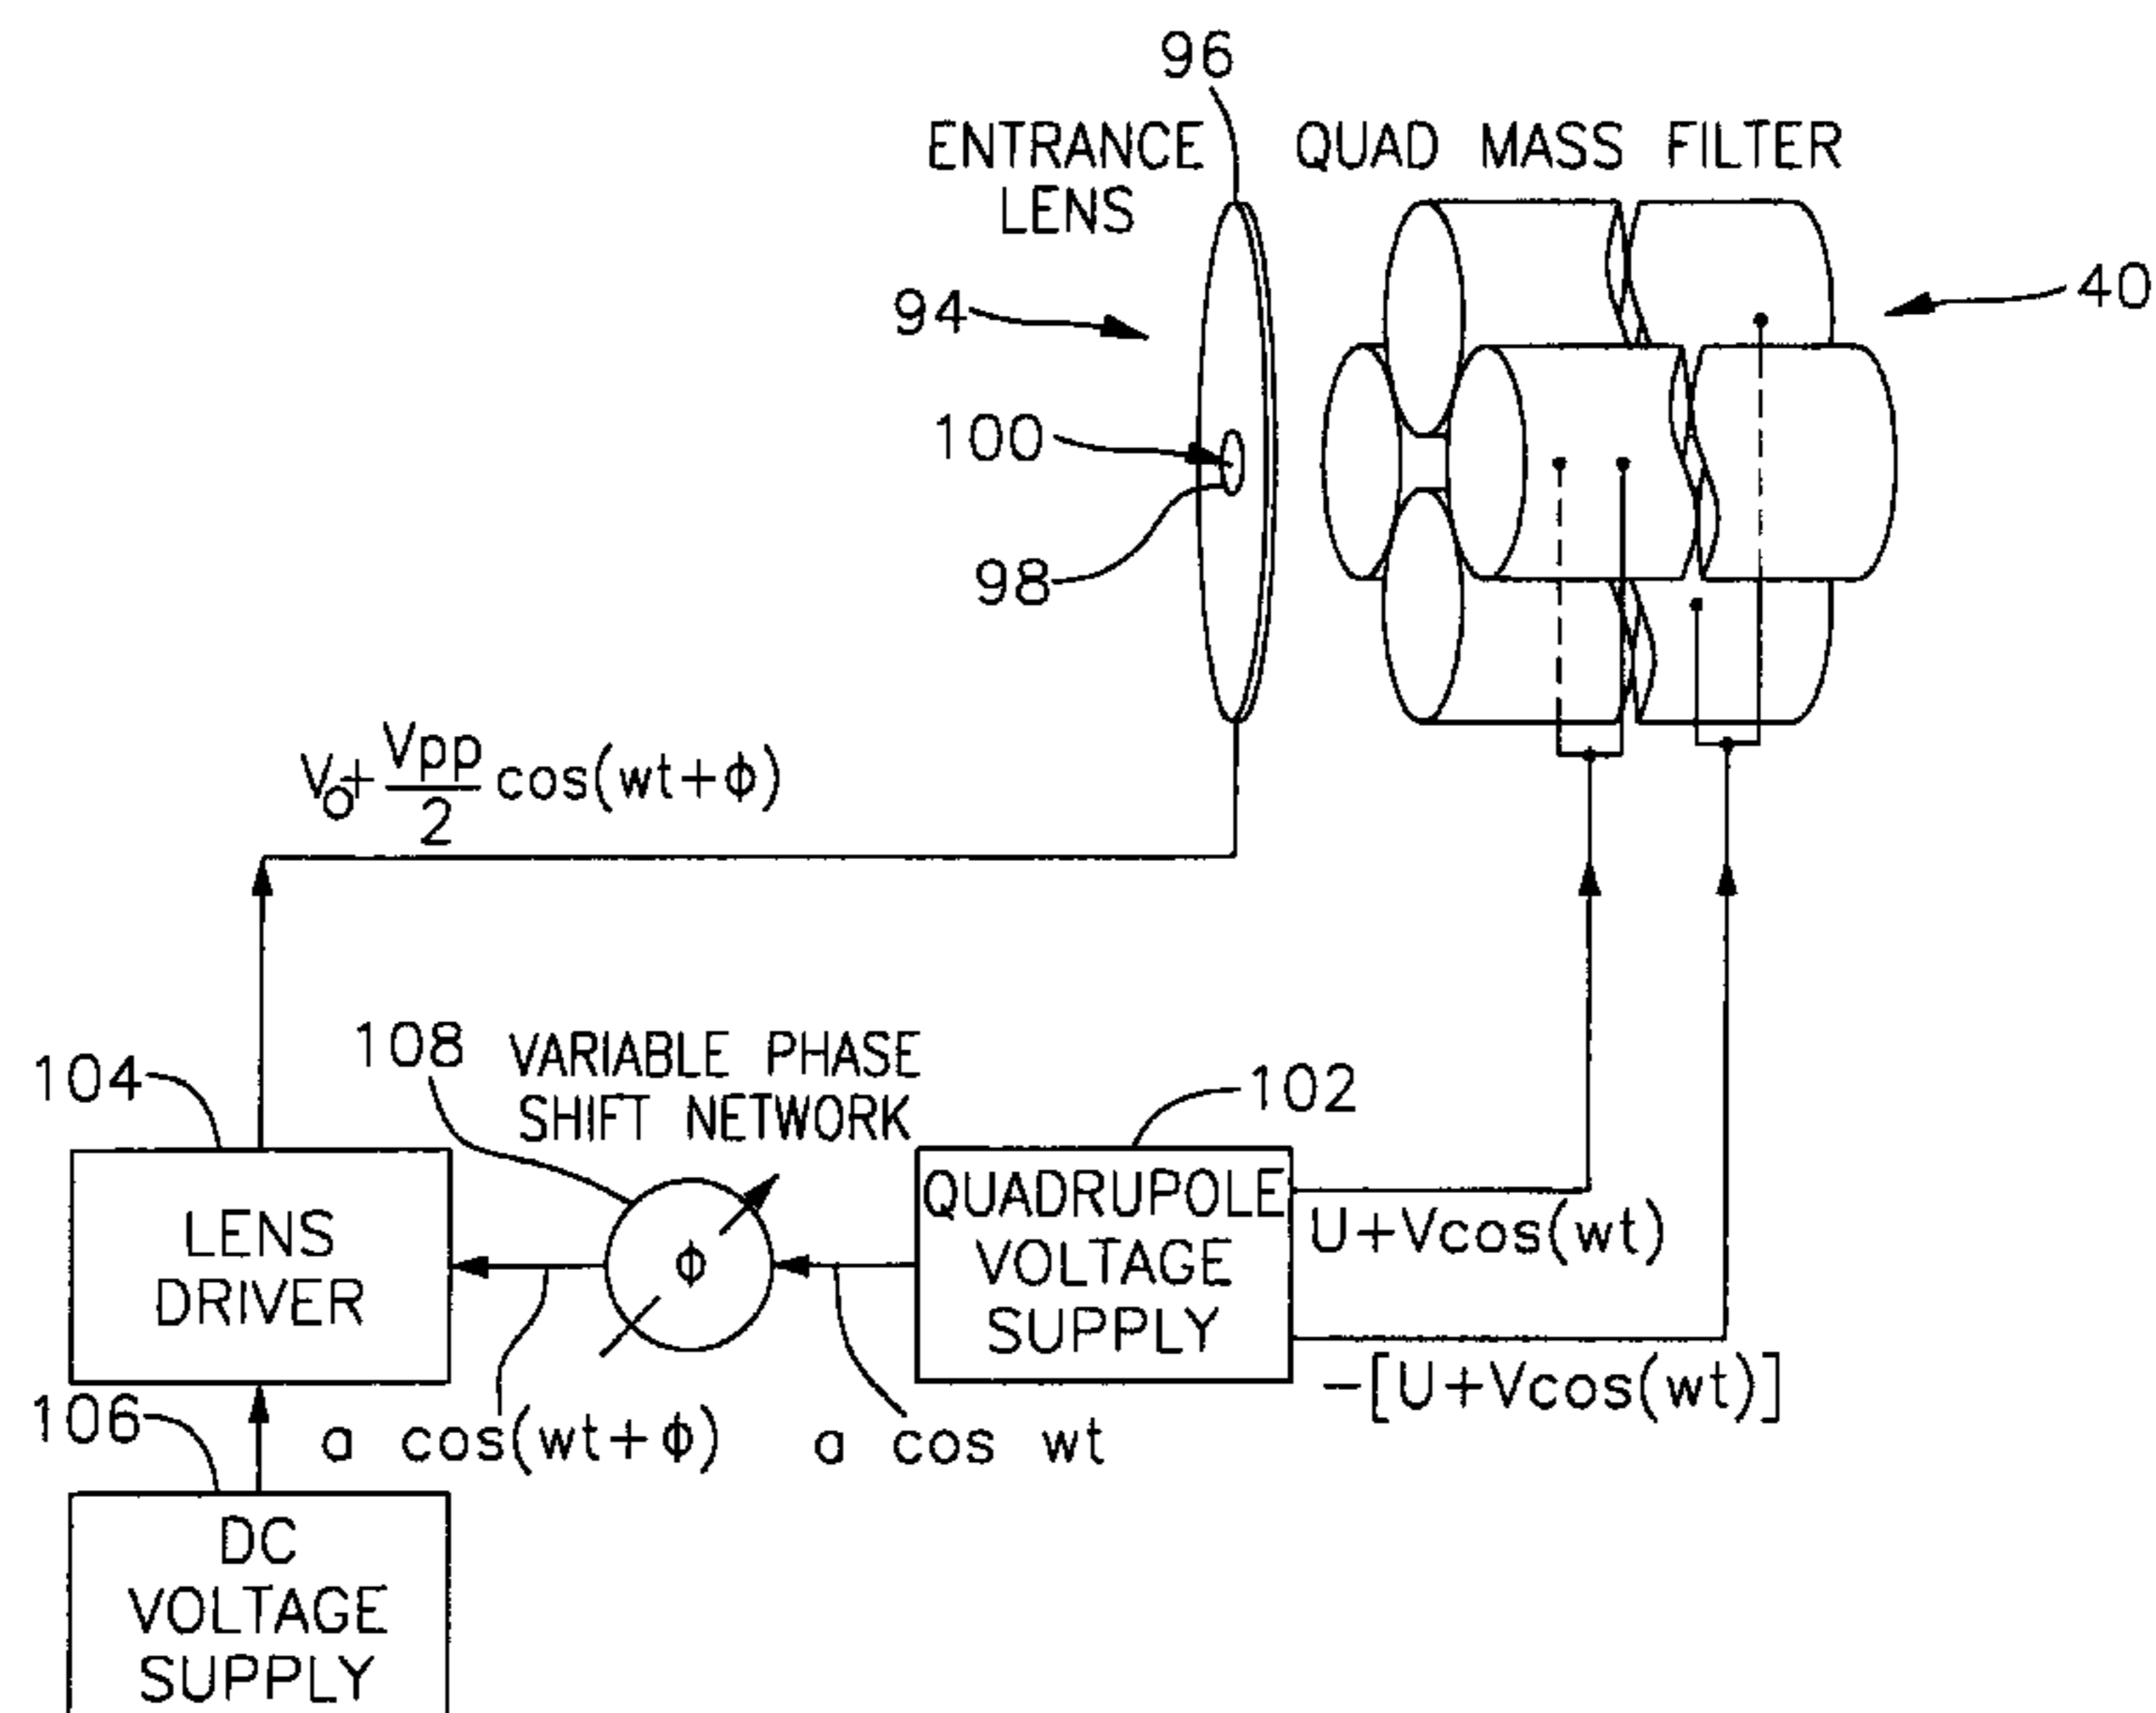 96
ENTRANCE
LENS
QUAD MASS FILTER
94
40
100
98
V₀+Vpp/2 cos(wt+ϕ)
108
VARIABLE PHASE
SHIFT NETWORK
104
102
LENS
DRIVER
ϕ
QUADRUPOLE
VOLTAGE
SUPPLY
U+Vcos(wt)
-[U+Vcos(wt)]
106
a cos(wt+ϕ)
a cos wt
DC
VOLTAGE
SUPPLY